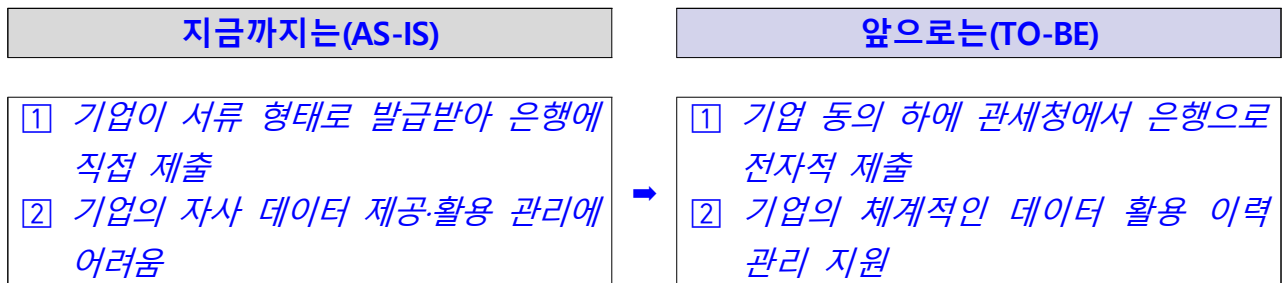 지금까지는(AS-IS)
1 기업이 서류 형태로 발급받아 은행에
직접 제출
2 기업의 자사 데이터 제공·활용 관리에
어려움
➡
앞으로는(TO-BE)
1 기업 동의 하에 관세청에서 은행으로
전자적 제출
2 기업의 체계적인 데이터 활용 이력
관리 지원